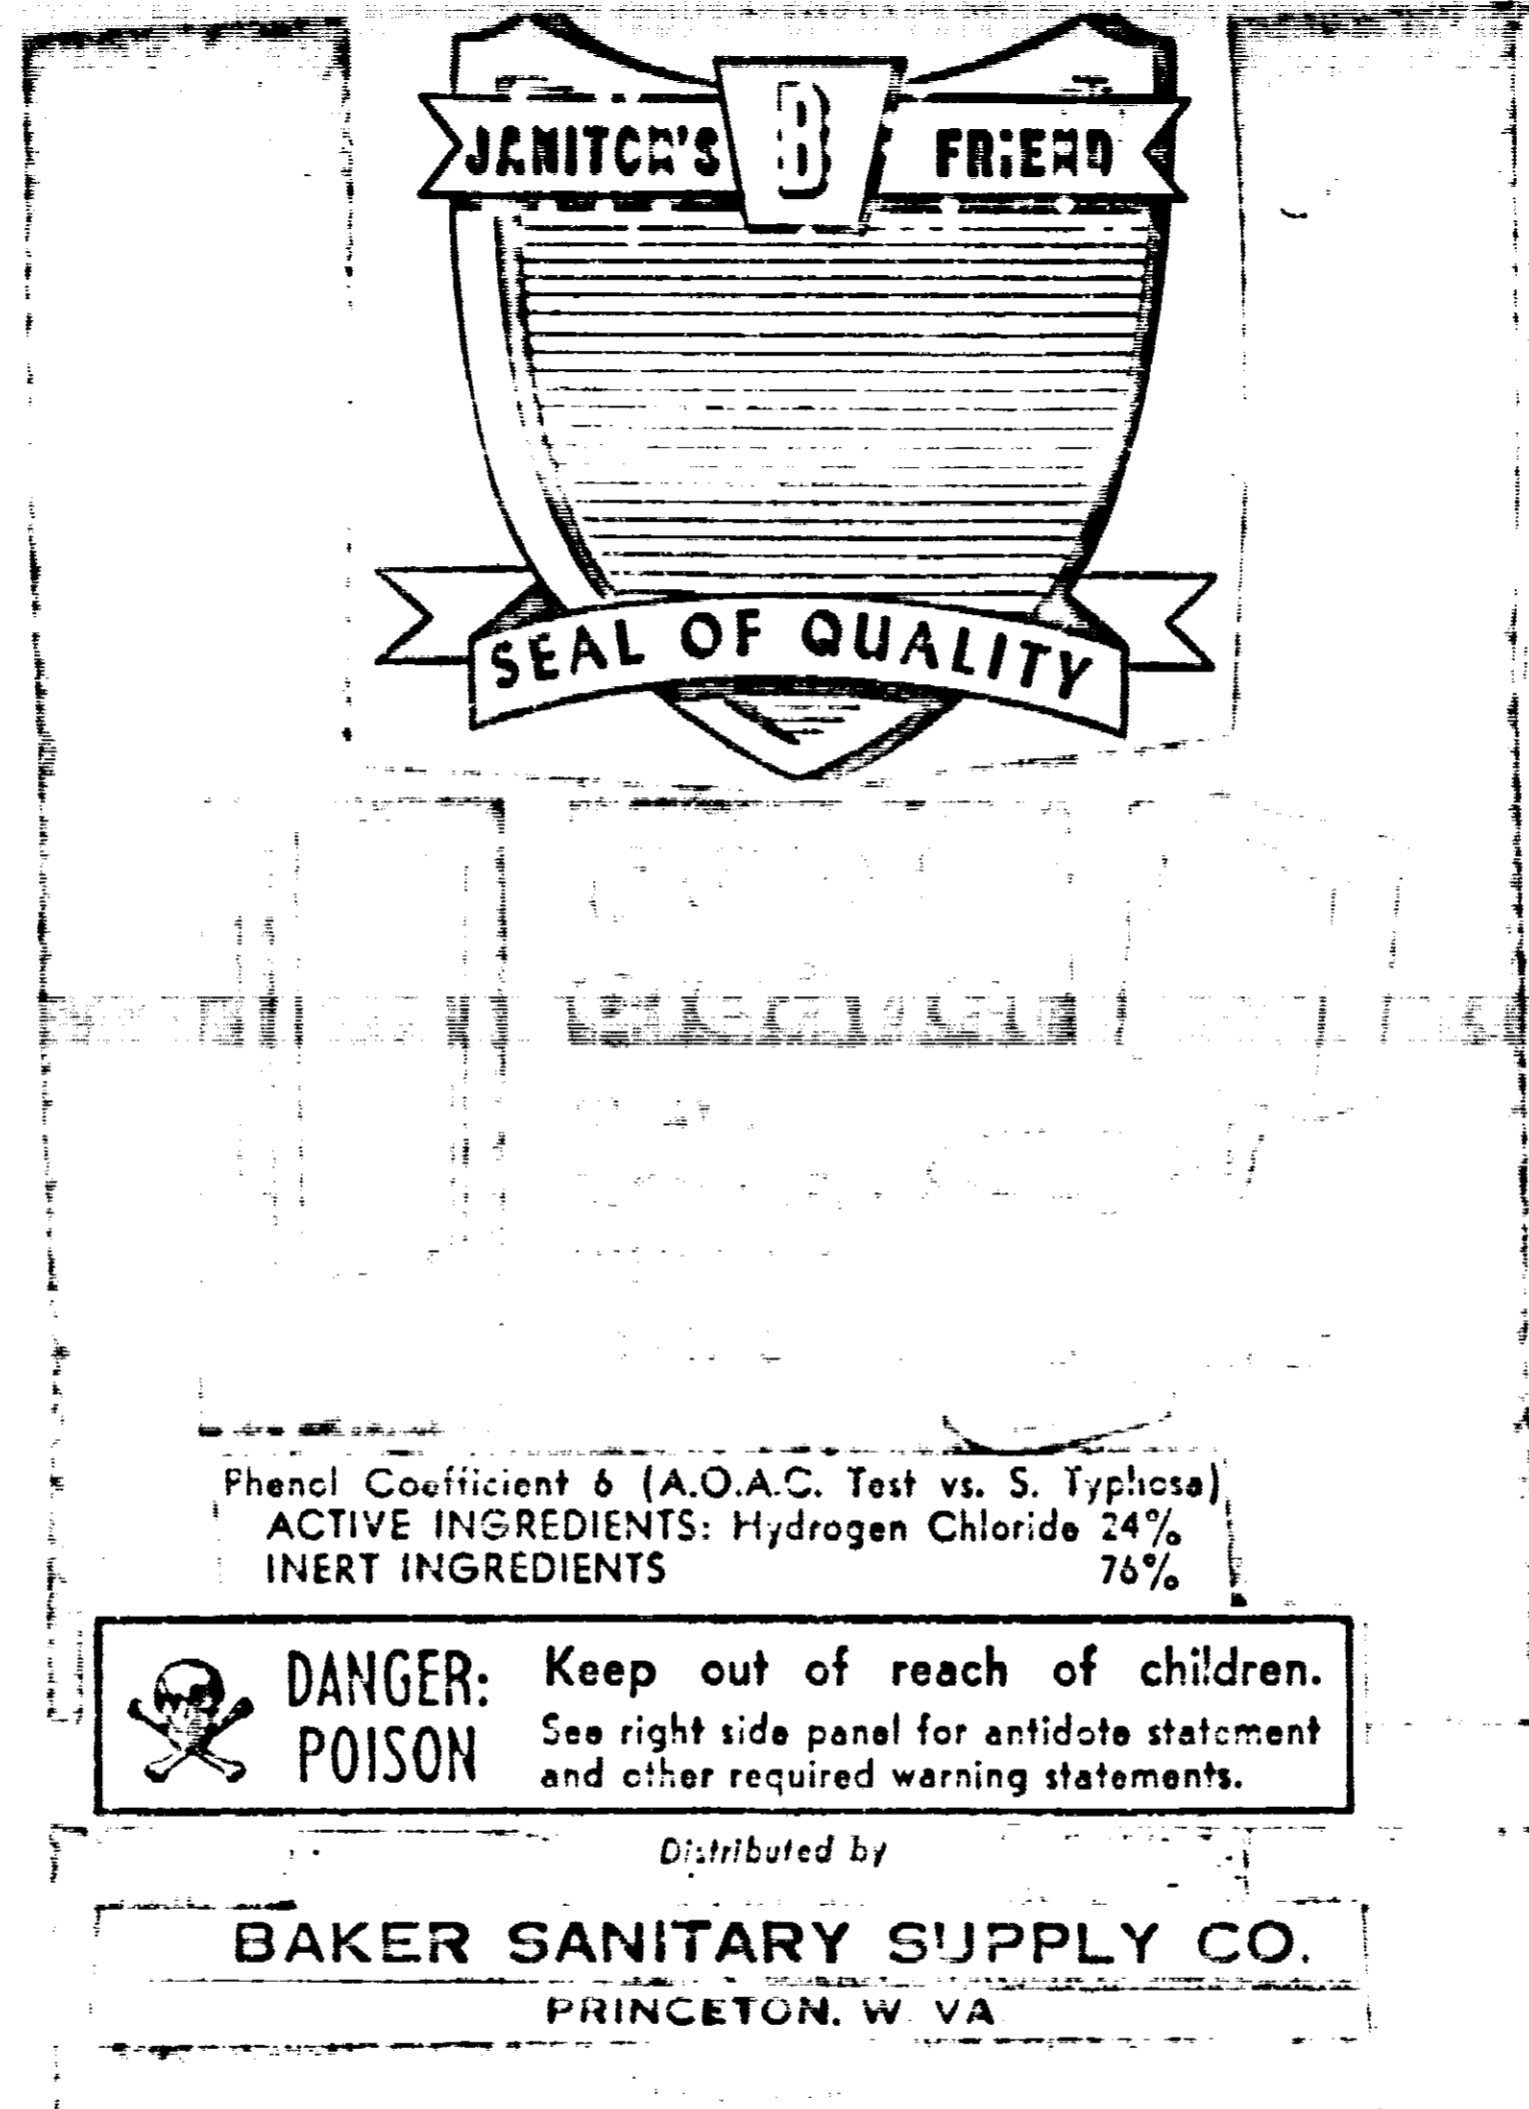 JANITOR'S B FRIEND
SEAL OF QUALITY
Phenol Coefficient 6 (A.O.A.C. Test vs. S. Typhosa)
ACTIVE INGREDIENTS: Hydrogen Chloride 24%
INERT INGREDIENTS 76%
DANGER: POISON
Keep out of reach of children.
See right side panel for antidote statement
and other required warning statements.
Distributed by
BAKER SANITARY SUPPLY CO.
PRINCETON, W. VA